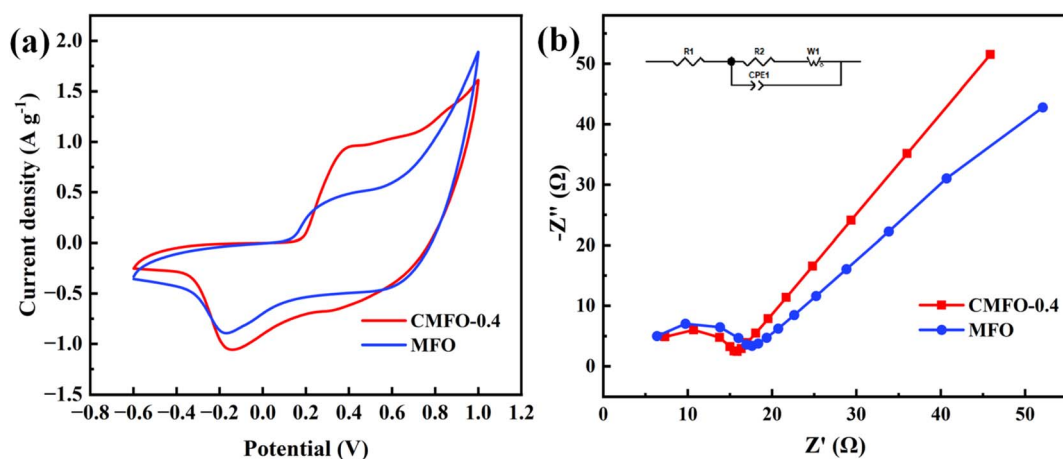 (a)
2.0
1.5
1.0
0.5
0.0
−0.5
−1.0
−1.5
Current density (A g⁻¹)
−0.8 −0.6 −0.4 −0.2 0.0 0.2 0.4 0.6 0.8 1.0 1.2
Potential (V)
CMFO-0.4
MFO
(b)
R1 R2 W1
CPE1
50
40
30
20
10
0
-Z'' (Ω)
0 10 20 30 40 50
Z' (Ω)
CMFO-0.4
MFO